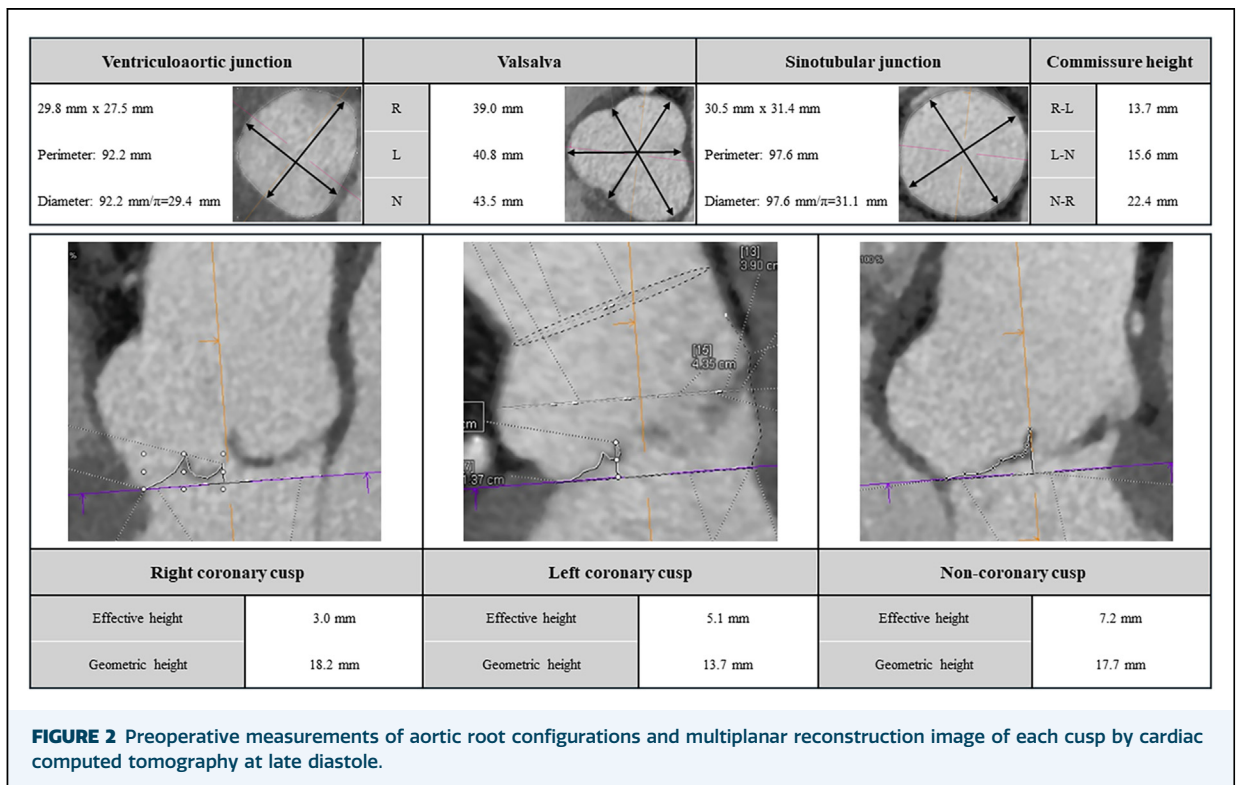 Ventriculoaortic junction
Valsalva
Sinotubular junction
Commissure height
29.8 mm x 27.5 mm
R
39.0 mm
30.5 mm x 31.4 mm
R-L
13.7 mm
Perimeter: 92.2 mm
L
40.8 mm
Perimeter: 97.6 mm
L-N
15.6 mm
Diameter: 92.2 mm/π=29.4 mm
N
43.5 mm
Diameter: 97.6 mm/π=31.1 mm
N-R
22.4 mm
%
[13]
3.90 cm
[15]
4.35 cm
cm
1.37 cm
100 %
Right coronary cusp
Left coronary cusp
Non-coronary cusp
Effective height
3.0 mm
Effective height
5.1 mm
Effective height
7.2 mm
Geometric height
18.2 mm
Geometric height
13.7 mm
Geometric height
17.7 mm
FIGURE 2 Preoperative measurements of aortic root configurations and multiplanar reconstruction image of each cusp by cardiac
computed tomography at late diastole.